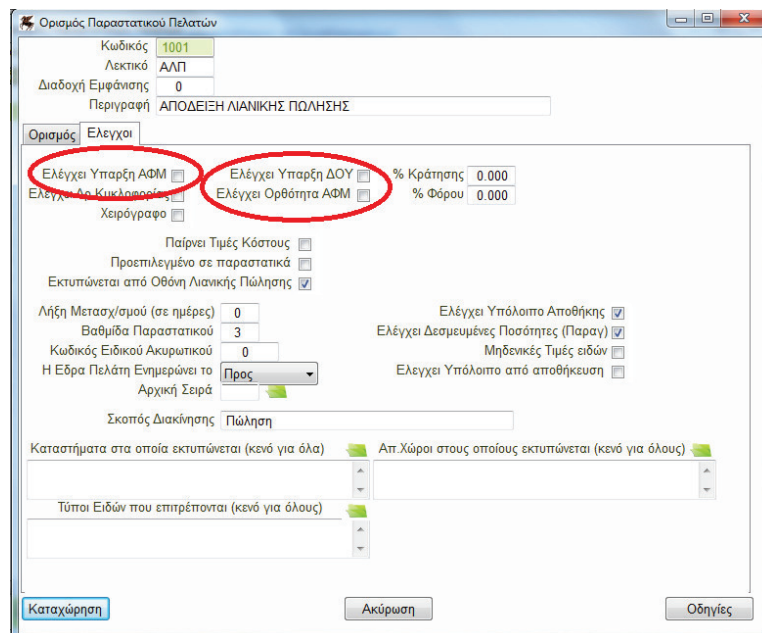 Ορισμός Παραστατικού Πελατών
Κωδικός 1001
Λεκτικό ΑΛΠ
Διαδοχή Εμφάνισης 0
Περιγραφή ΑΠΟΔΕΙΞΗ ΛΙΑΝΙΚΗΣ ΠΩΛΗΣΗΣ
Ορισμός Ελεγχοι
Ελέγχει Υπαρξη ΑΦΜ Ελέγχει Υπαρξη ΔΟΥ % Κράτησης 0.000
Ελέγχει Αρ Κυκλοφορίας Ελέγχει Ορθότητα ΑΦΜ % Φόρου 0.000
Χειρόγραφο
Παίρνει Τιμές Κόστους
Προεπιλεγμένο σε παραστατικά
Εκτυπώνεται από Οθόνη Λιανικής Πώλησης
Λήξη Μετασχ/σμού (σε ημέρες) 0 Ελέγχει Υπόλοιπο Αποθήκης
Βαθμίδα Παραστατικού 3 Ελέγχει Δεσμευμένες Ποσότητες (Παραγ)
Κωδικός Ειδικού Ακυρωτικού 0 Μηδενικές Τιμές ειδών
Η Εδρα Πελάτη Ενημερώνει το Προς Ελεγχει Υπόλοιπο από αποθήκευση
Αρχική Σειρά
Σκοπός Διακίνησης Πώληση
Καταστήματα στα οποία εκτυπώνεται (κενό για όλα) Απ.Χώροι στους οποίους εκτυπώνεται (κενό για όλους)
Τύποι Ειδών που επιτρέπονται (κενό για όλους)
Καταχώρηση Ακύρωση Οδηγίες